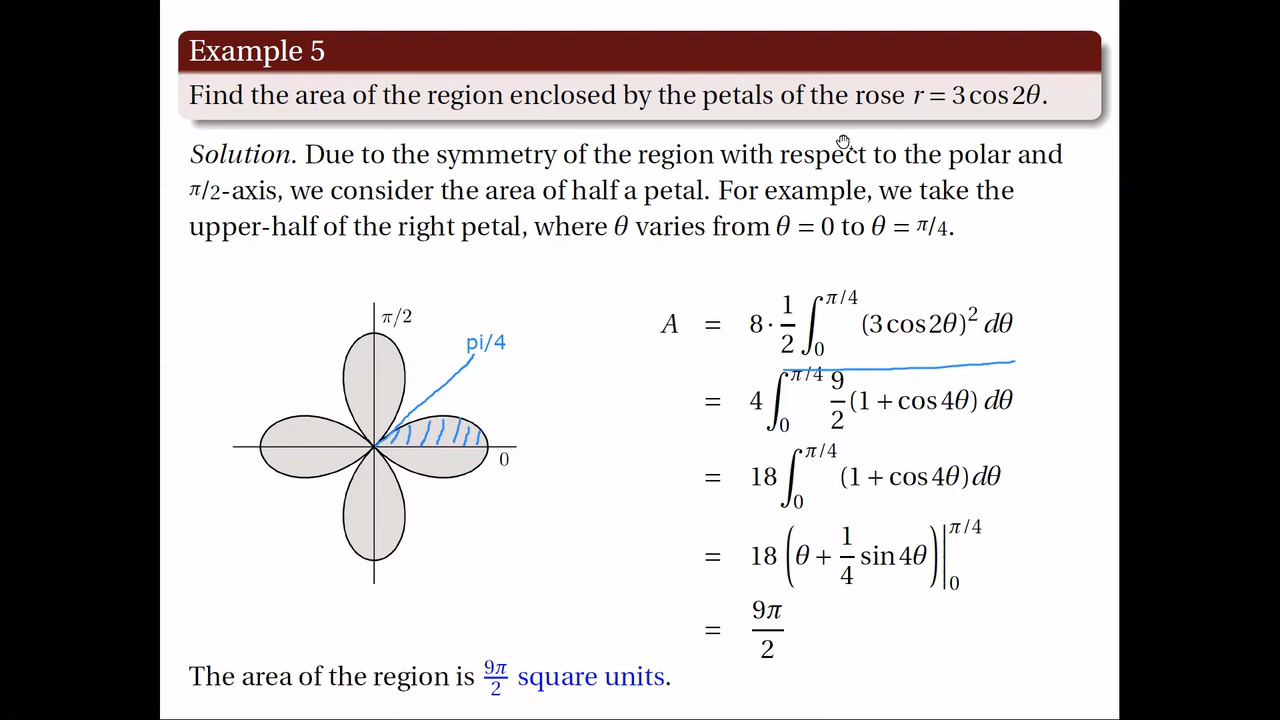 Example 5
Find the area of the region enclosed by the petals of the rose r = 3 cos 2θ.
Solution. Due to the symmetry of the region with respect to the polar and
π/2-axis, we consider the area of half a petal. For example, we take the
upper-half of the right petal, where θ varies from θ = 0 to θ = π/4.
π/2
pi/4
0
A = 8 · 1/2 ∫_0^{π/4} (3 cos 2θ)^2 dθ
= 4 ∫_0^{π/4} 9/2 (1 + cos 4θ) dθ
= 18 ∫_0^{π/4} (1 + cos 4θ) dθ
= 18 (θ + 1/4 sin 4θ) |_0^{π/4}
= 9π/2
The area of the region is 9π/2 square units.